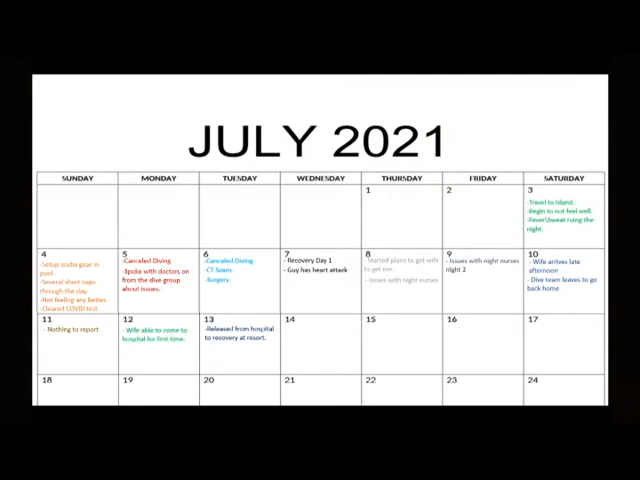 JULY 2021
SUNDAY MONDAY TUESDAY WEDNESDAY THURSDAY FRIDAY SATURDAY
1 2 3
-Travel to island.
-Begin to not feel well.
-Fever\Sweat ruing the
night.
4 5 6 7 8 9 10
-Setup scuba gear in
pool.
-Several short naps
through the day.
-Not feeling any better.
-Cleared COVID test.
-Canceled Diving
-Spoke with doctors on
from the dive group
about issues.
-Canceled Diving
-CT Scans
-Surgery
- Recovery Day 1
- Guy has heart attack
- Started plans to get wife
to get me.
- Issues with night nurses
- Issues with night nurses
night 2
- Wife arrives late
afternoon
- Dive team leaves to go
back home
11 12 13 14 15 16 17
- Nothing to report
- Wife able to come to
hospital for first time.
-Released from hospital
to recovery at resort.
18 19 20 21 22 23 24